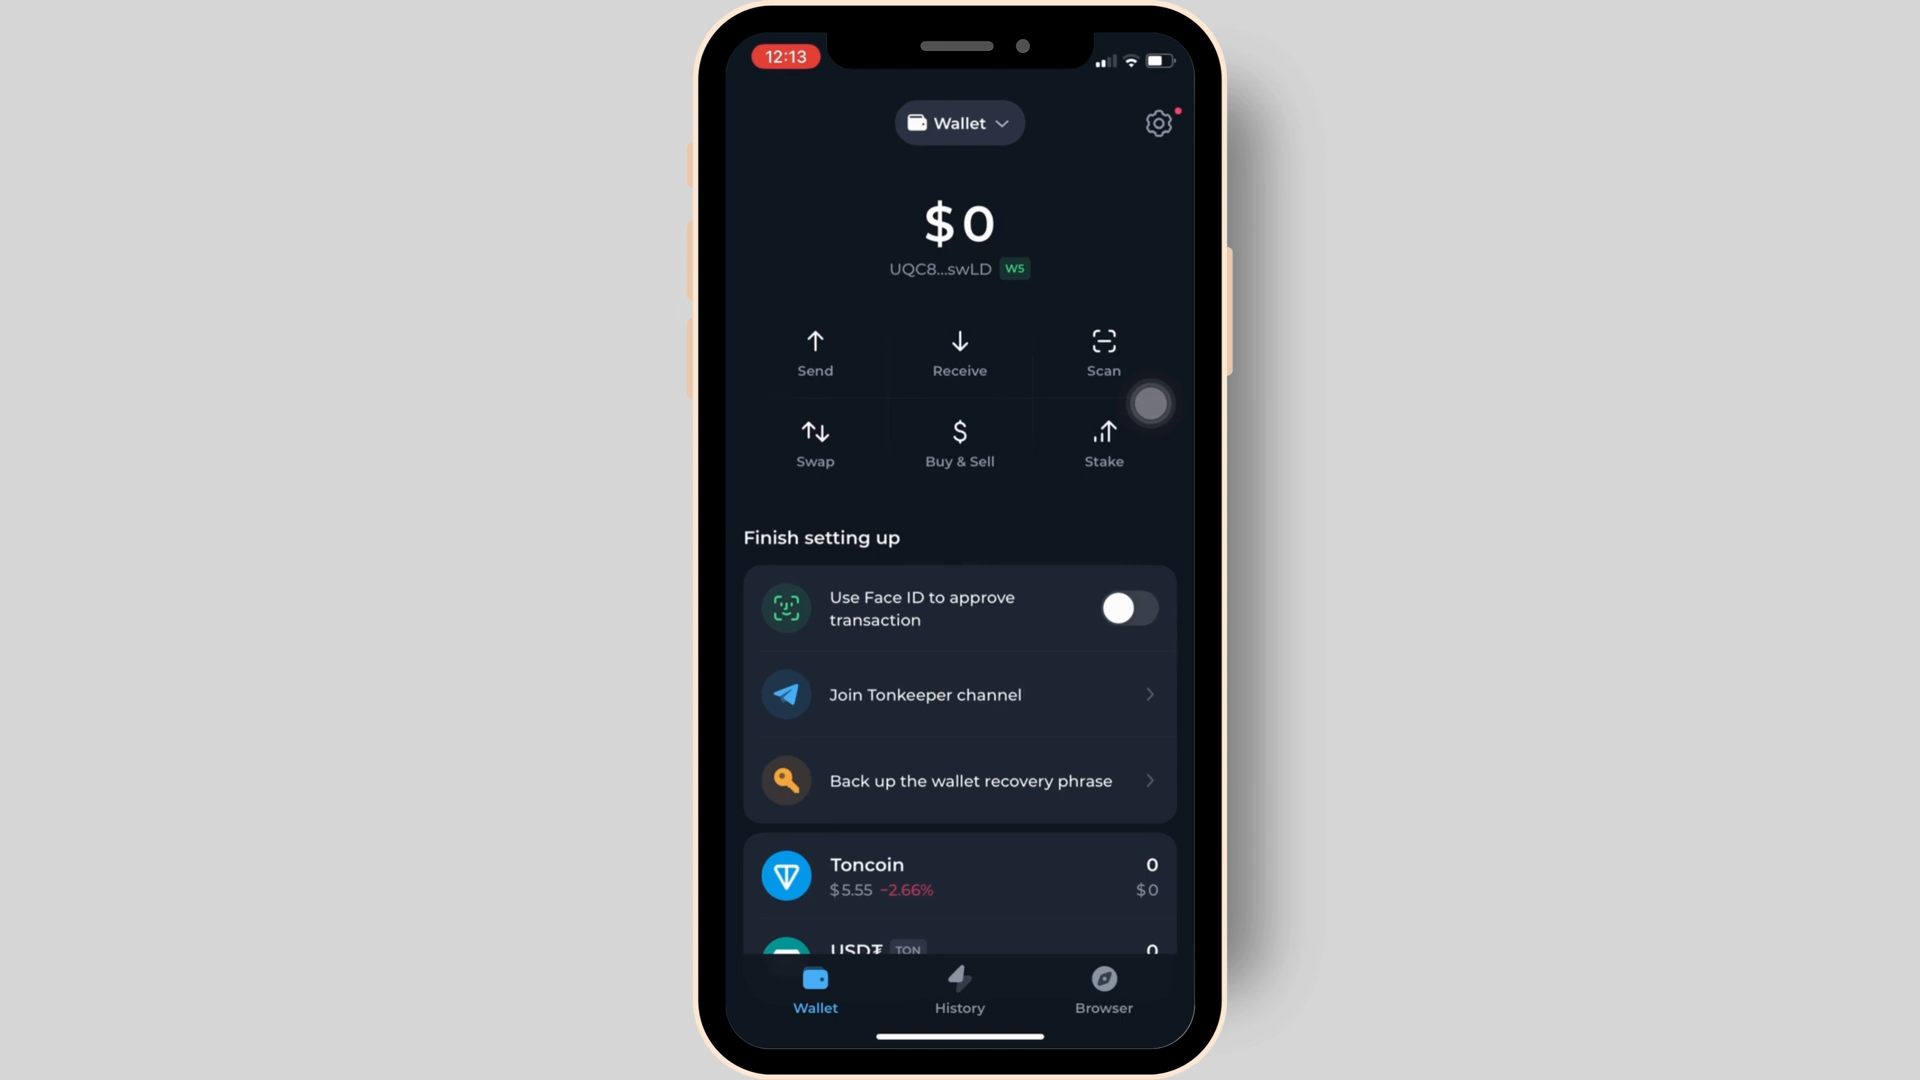 12:13
Wallet
$0
UQC8...swLD W5
Send Receive Scan
Swap Buy & Sell Stake
Finish setting up
Use Face ID to approve
transaction
Join Tonkeeper channel
Back up the wallet recovery phrase
Toncoin 0
$5.55 −2.66% $0
USD₮ TON 0
Wallet History Browser